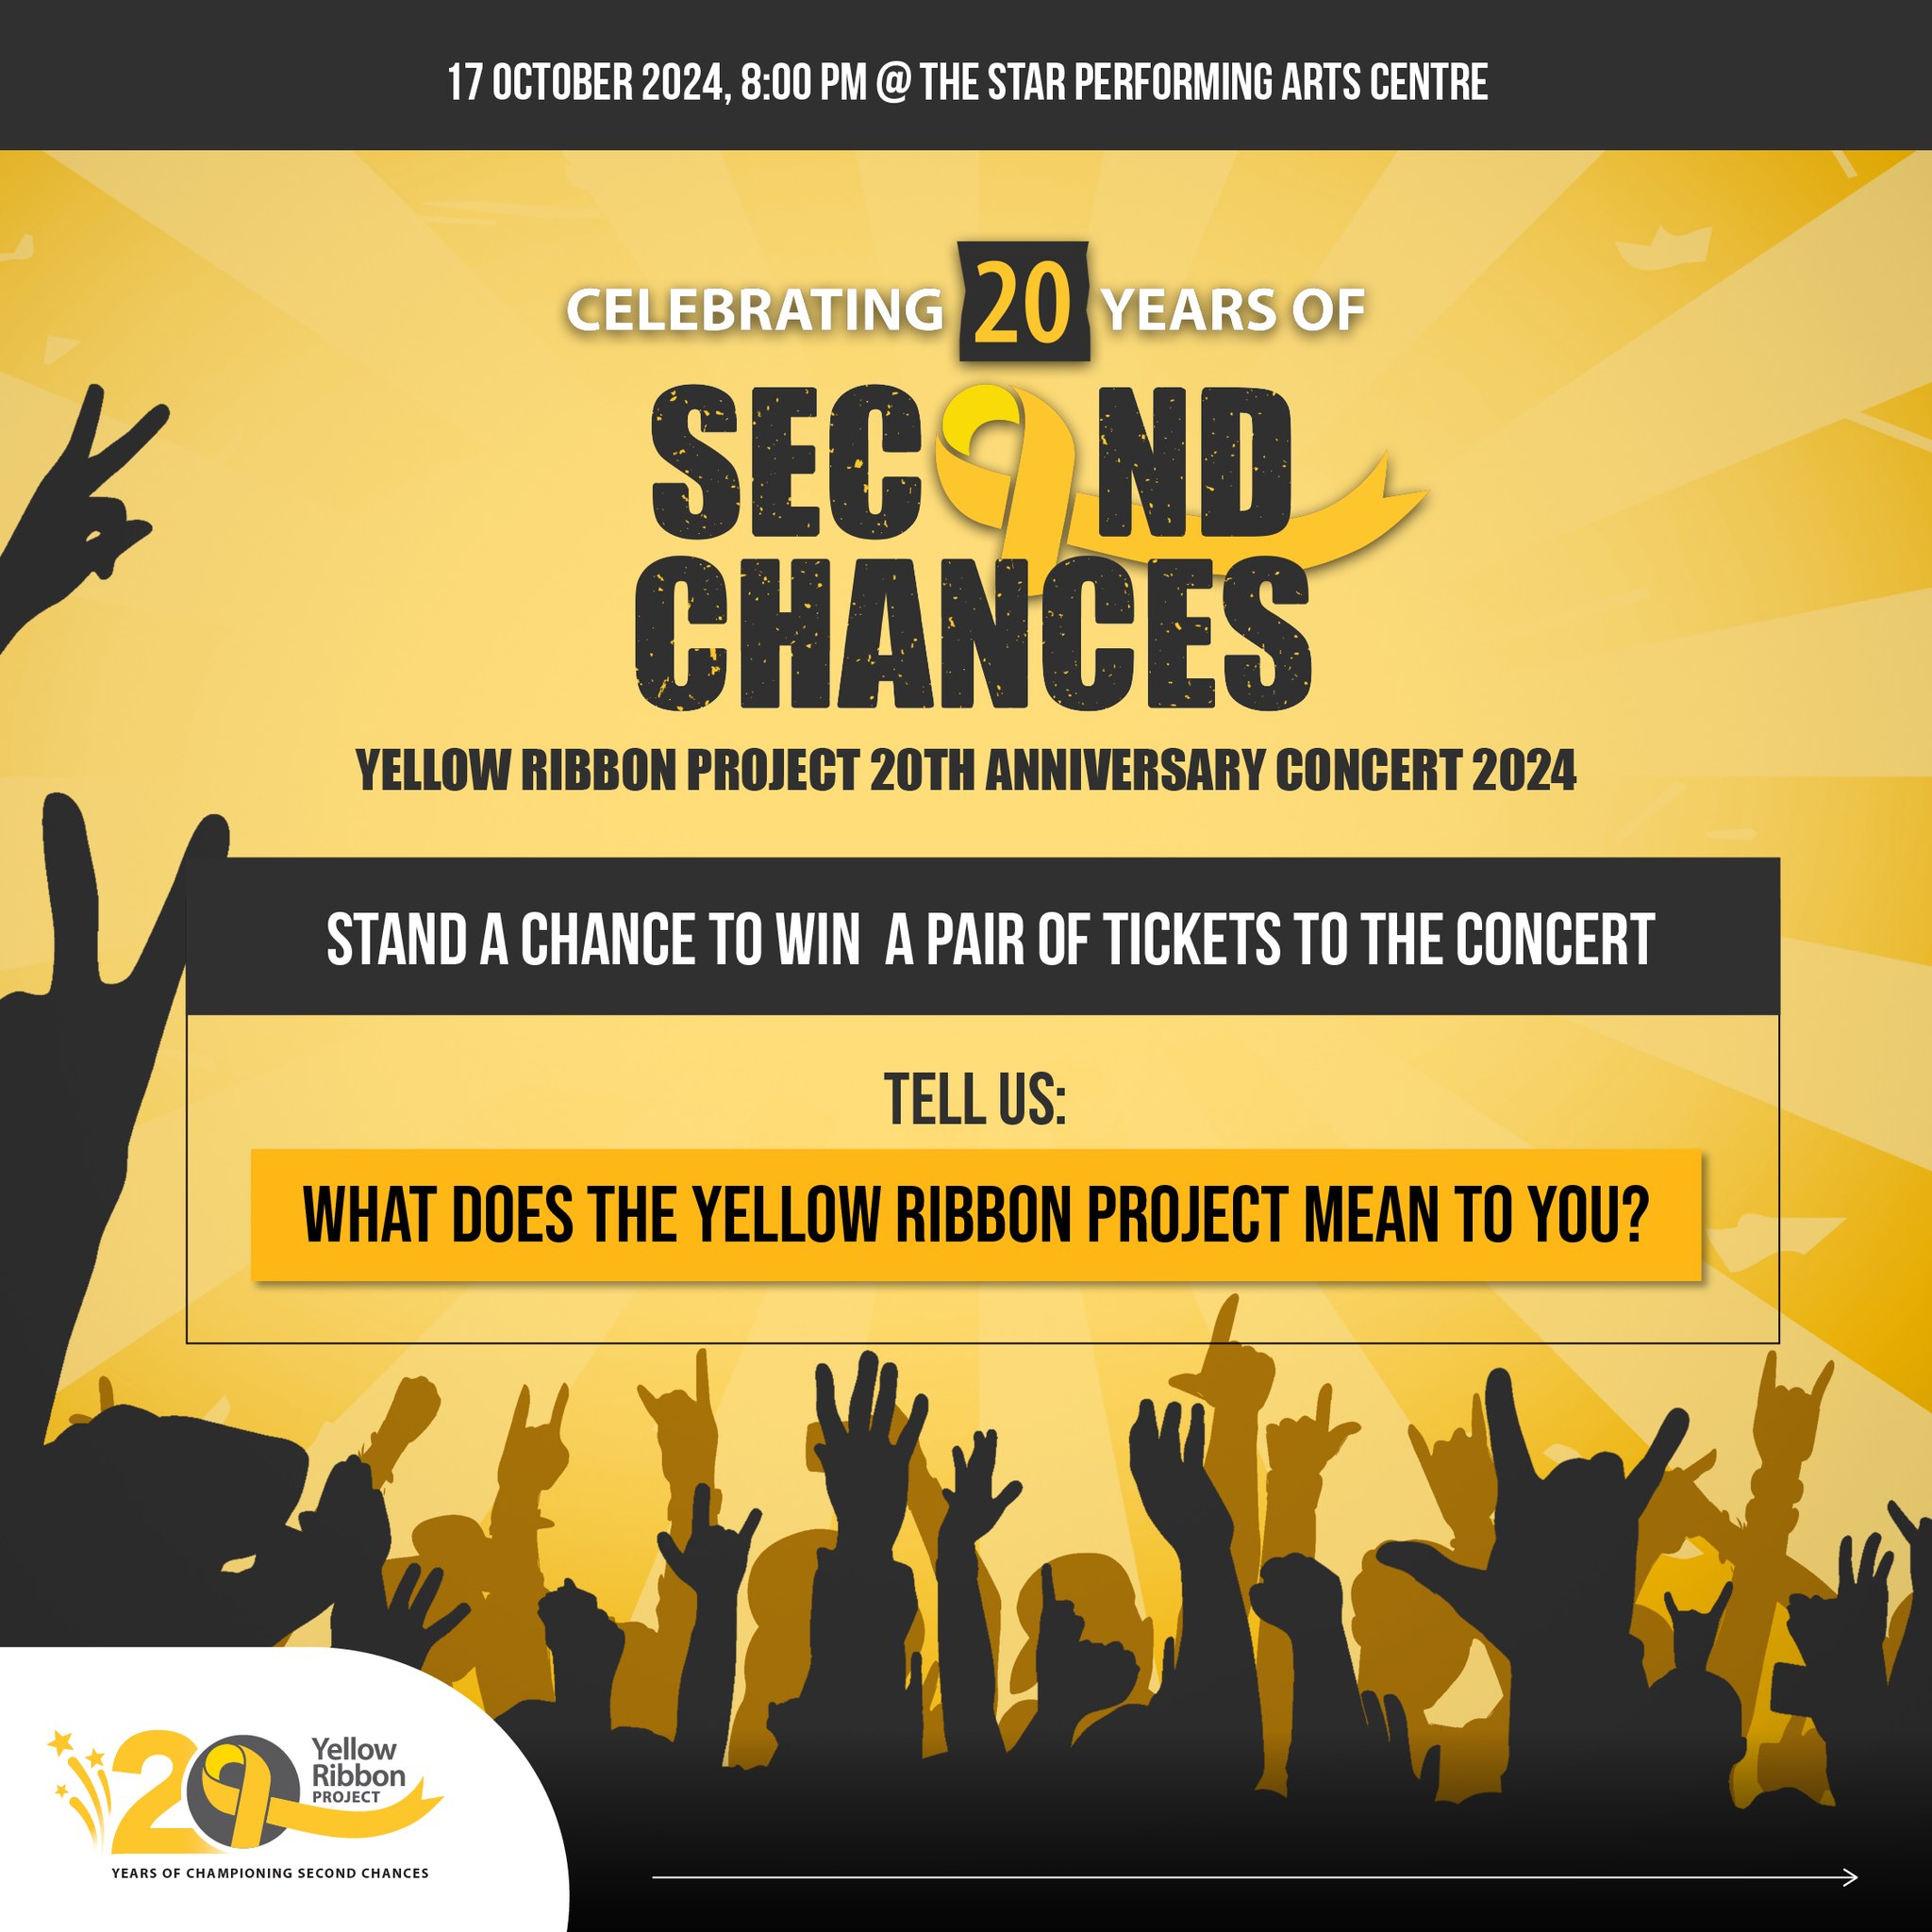 17 OCTOBER 2024, 8:00 PM @ THE STAR PERFORMING ARTS CENTRE
CELEBRATING 20 YEARS OF
SECOND
CHANCES
YELLOW RIBBON PROJECT 20TH ANNIVERSARY CONCERT 2024
STAND A CHANCE TO WIN A PAIR OF TICKETS TO THE CONCERT
TELL US:
WHAT DOES THE YELLOW RIBBON PROJECT MEAN TO YOU?
20
Yellow
Ribbon
PROJECT
YEARS OF CHAMPIONING SECOND CHANCES